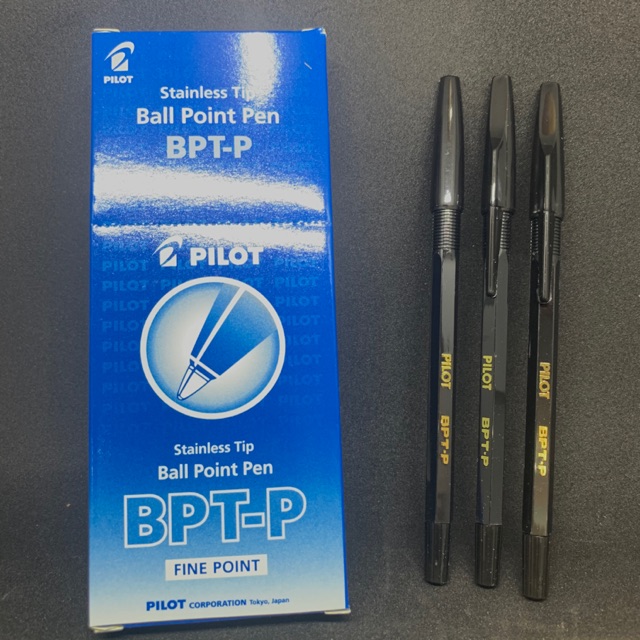 PILOT
Stainless Tip
Ball Point Pen
BPT-P
PILOT
Stainless Tip
Ball Point Pen
BPT-P
FINE POINT
PILOT CORPORATION Tokyo, Japan
PILOT BPT-P
PILOT BPT-P
PILOT BPT-P